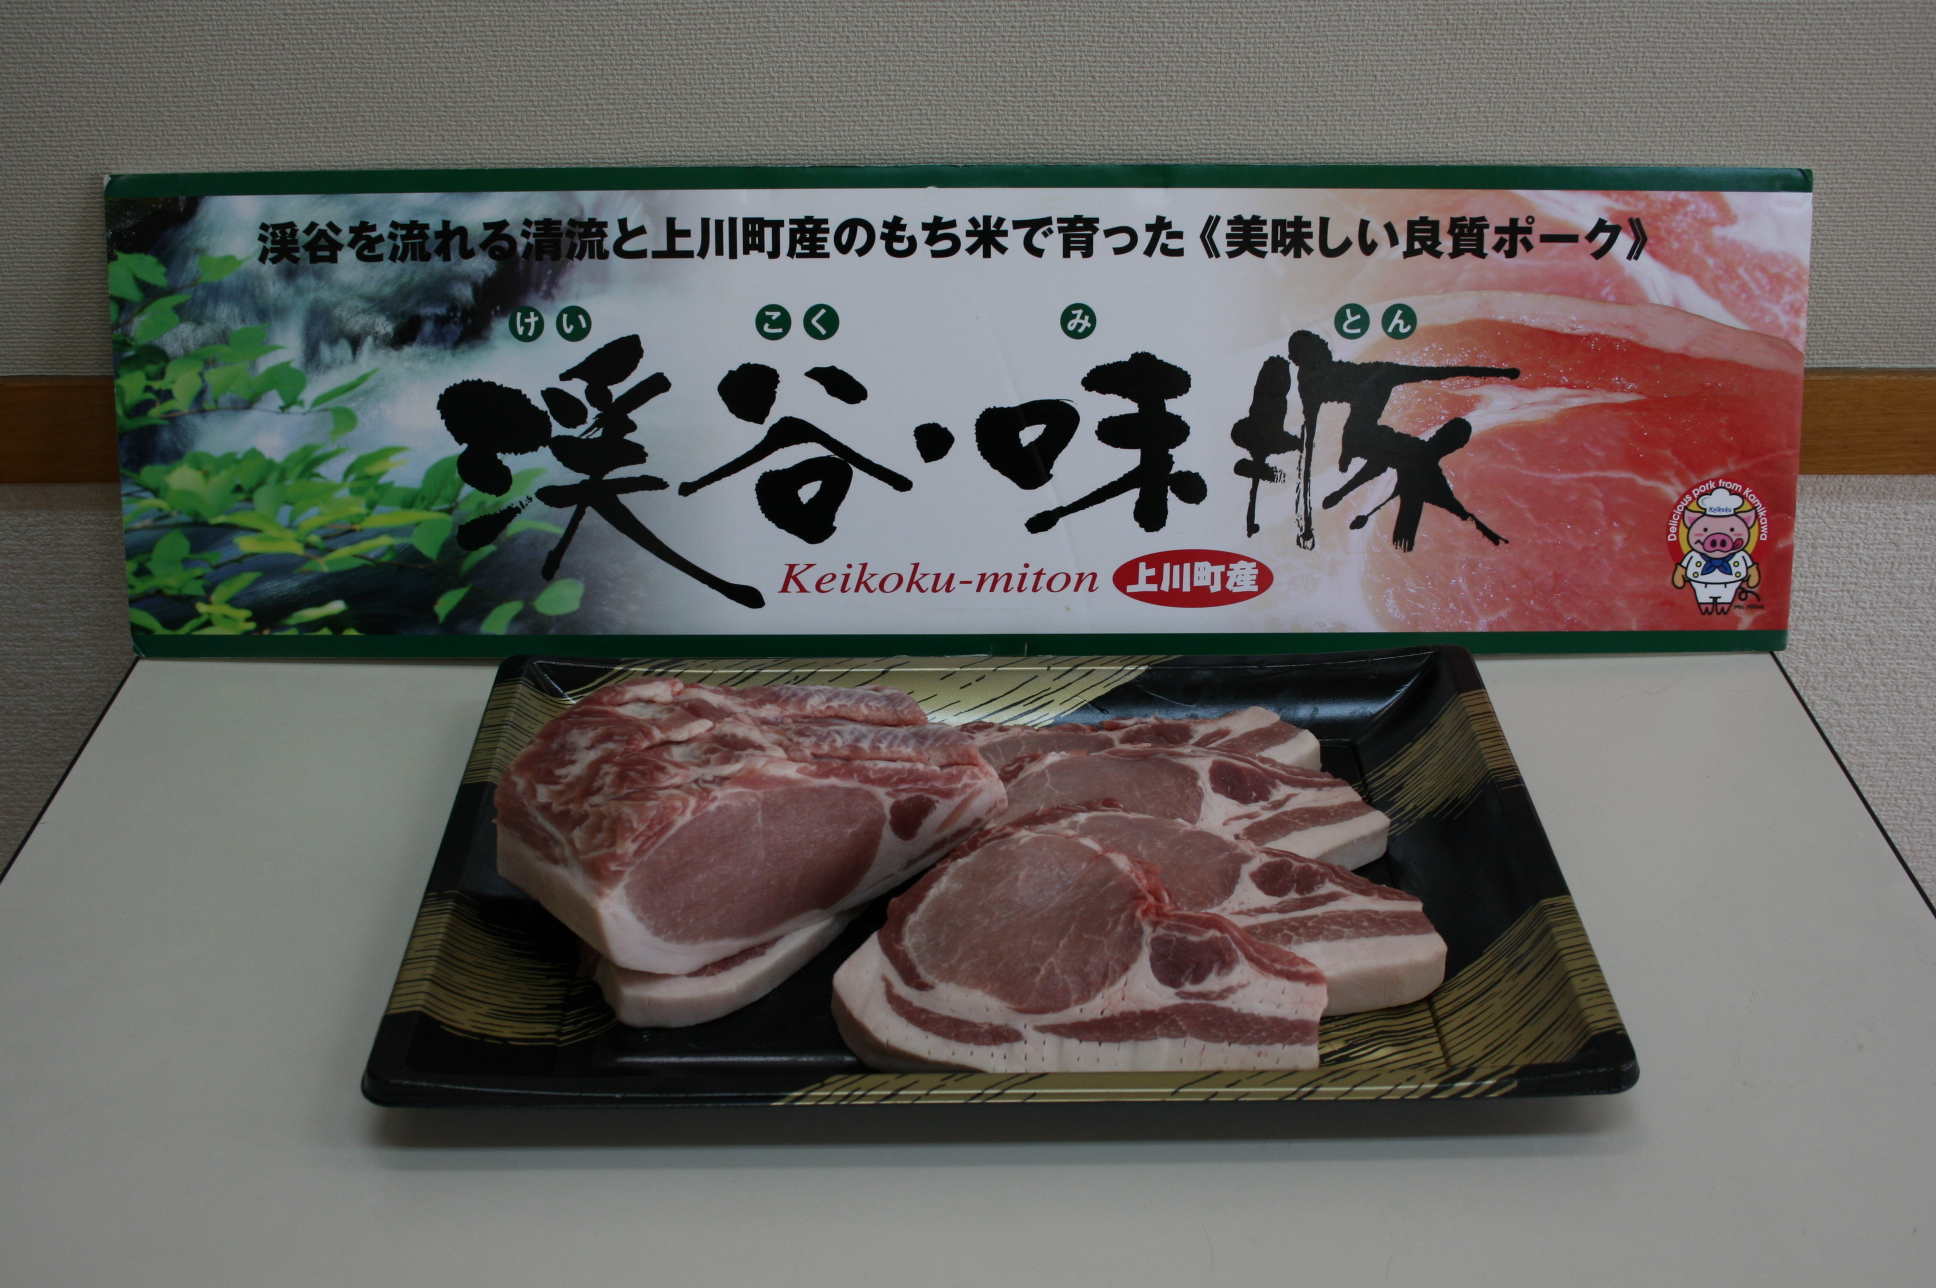 渓谷を流れる清流と上川町産のもち米で育った《美味しい良質ポーク》
けい こく み とん
渓谷・味豚
Keikoku-miton 上川町産
Delicious pork from Kamikawa
Keikoku